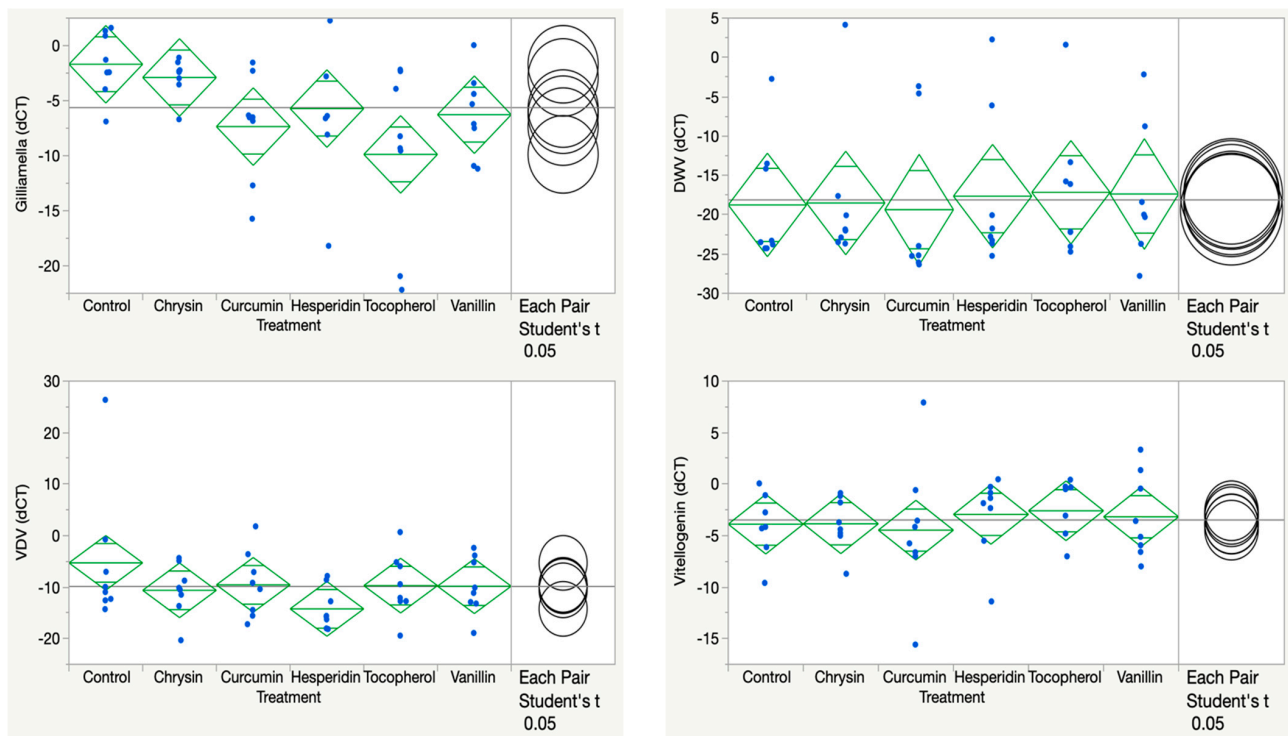 Gilliamella (dCT)
0
-5
-10
-15
-20
Control Chrysin Curcumin Hesperidin Tocopherol Vanillin
Treatment
Each Pair
Student's t
0.05
DWV (dCT)
5
0
-5
-10
-15
-20
-25
-30
Control Chrysin Curcumin Hesperidin Tocopherol Vanillin
Treatment
Each Pair
Student's t
0.05
VDV (dCT)
30
20
10
0
-10
-20
Control Chrysin Curcumin Hesperidin Tocopherol Vanillin
Treatment
Each Pair
Student's t
0.05
Vitellogenin (dCT)
10
5
0
-5
-10
-15
Control Chrysin Curcumin Hesperidin Tocopherol Vanillin
Treatment
Each Pair
Student's t
0.05